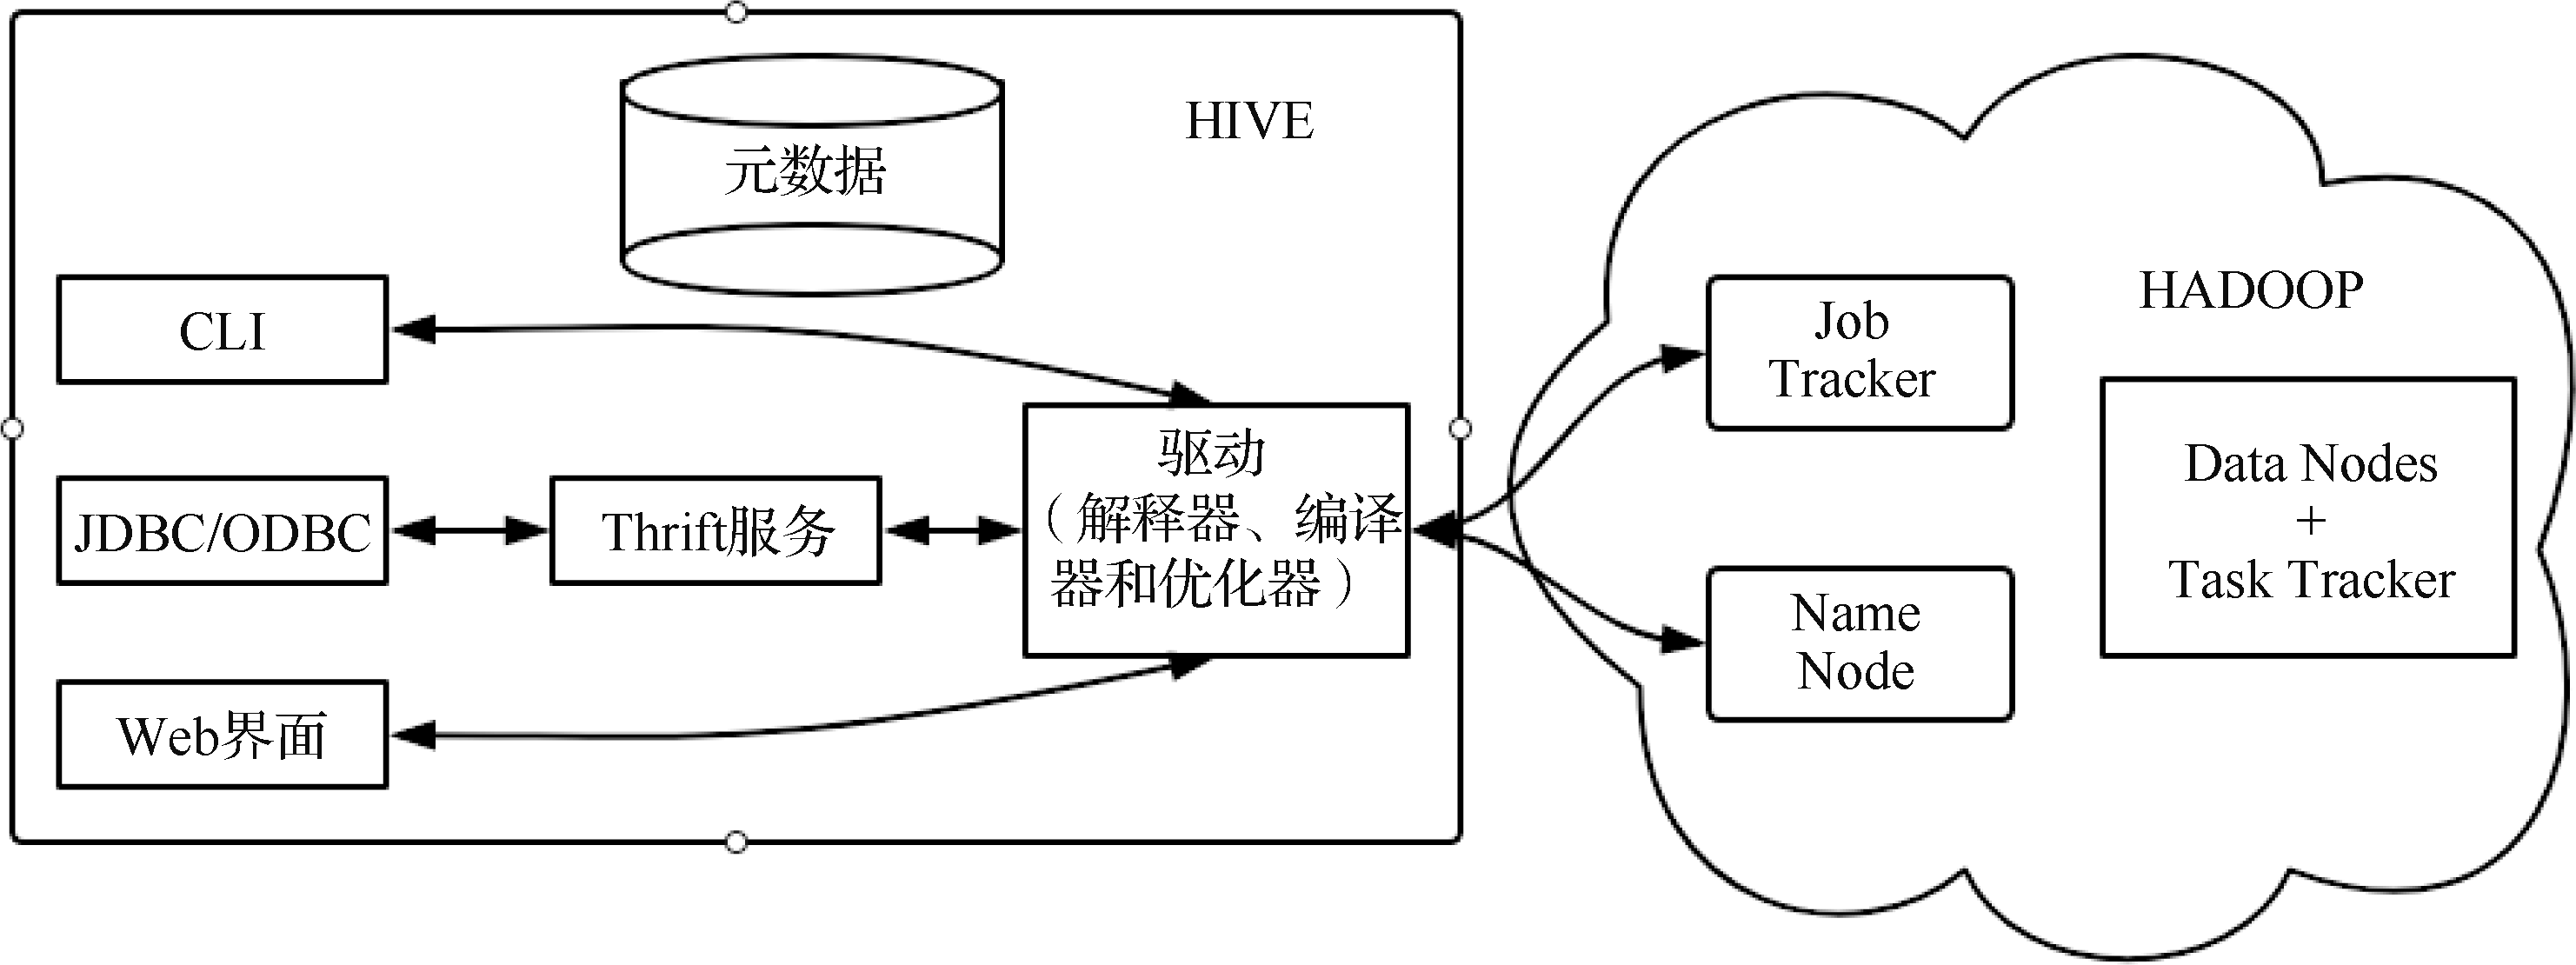 元数据
HIVE
CLI
JDBC/ODBC
Thrift服务
驱动
（解释器、编译
器和优化器）
Web界面
HADOOP
Job
Tracker
Name
Node
Data Nodes
+
Task Tracker